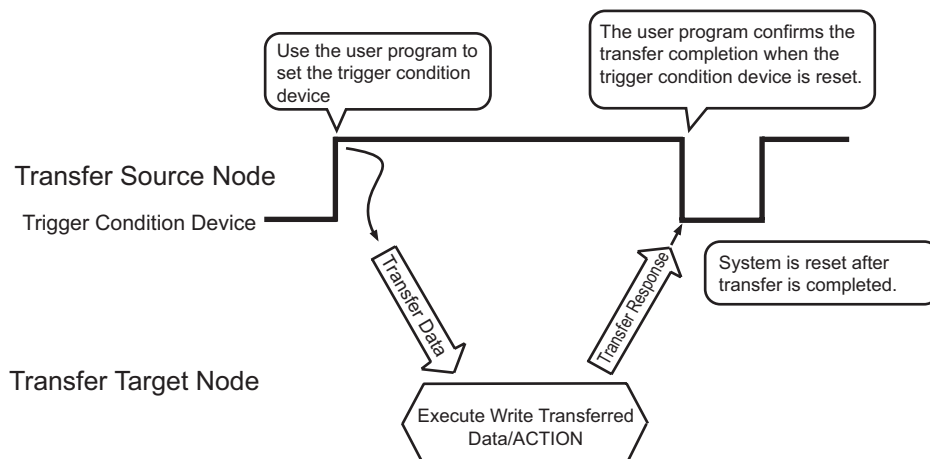 Use the user program to
set the trigger condition
device
The user program confirms the
transfer completion when the
trigger condition device is reset.
Transfer Source Node
Trigger Condition Device
Transfer Data
Transfer Response
System is reset after
transfer is completed.
Transfer Target Node
Execute Write Transferred
Data/ACTION